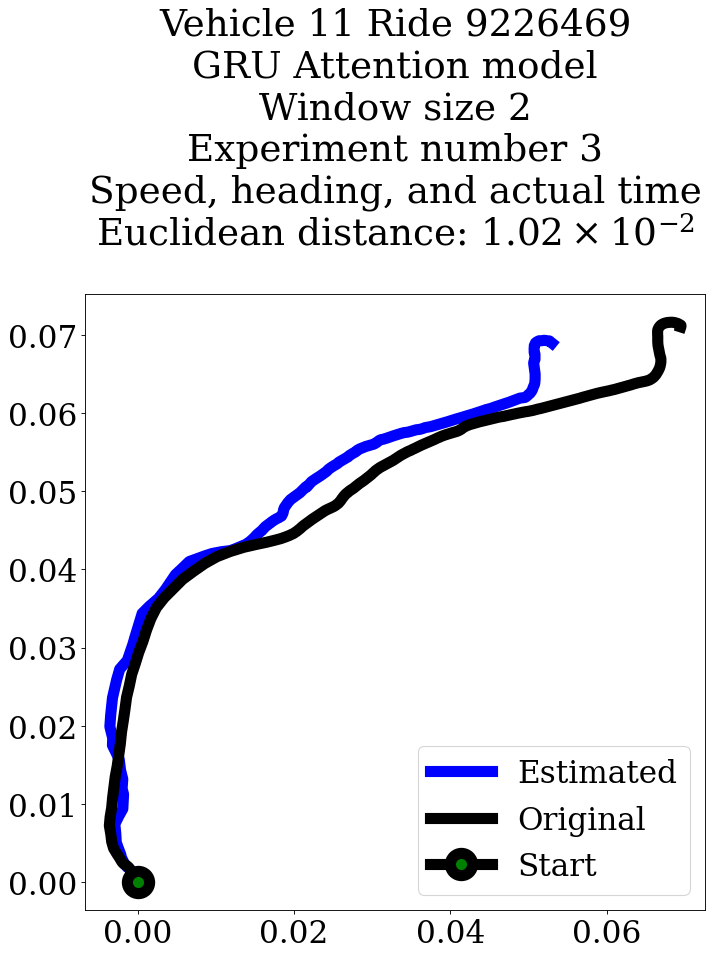 Vehicle 11 Ride 9226469
GRU Attention model
Window size 2
Experiment number 3
Speed, heading, and actual time
Euclidean distance: 1.02 × 10⁻²
0.07
0.06
0.05
0.04
0.03
0.02
0.01
0.00
Estimated
Original
Start
0.00 0.02 0.04 0.06